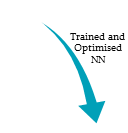 Trained and
Optimised
NN